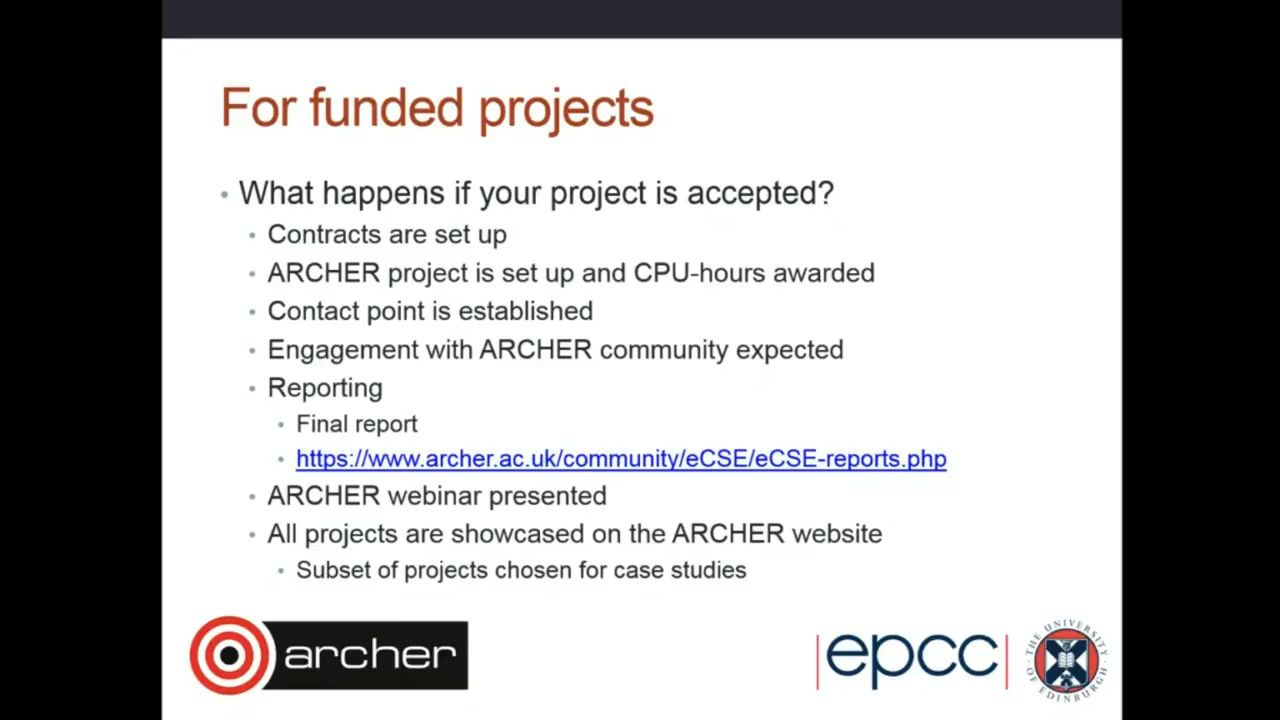 For funded projects
• What happens if your project is accepted?
• Contracts are set up
• ARCHER project is set up and CPU-hours awarded
• Contact point is established
• Engagement with ARCHER community expected
• Reporting
• Final report
• https://www.archer.ac.uk/community/eCSE/eCSE-reports.php
• ARCHER webinar presented
• All projects are showcased on the ARCHER website
• Subset of projects chosen for case studies
archer
epcc
THE UNIVERSITY OF EDINBURGH